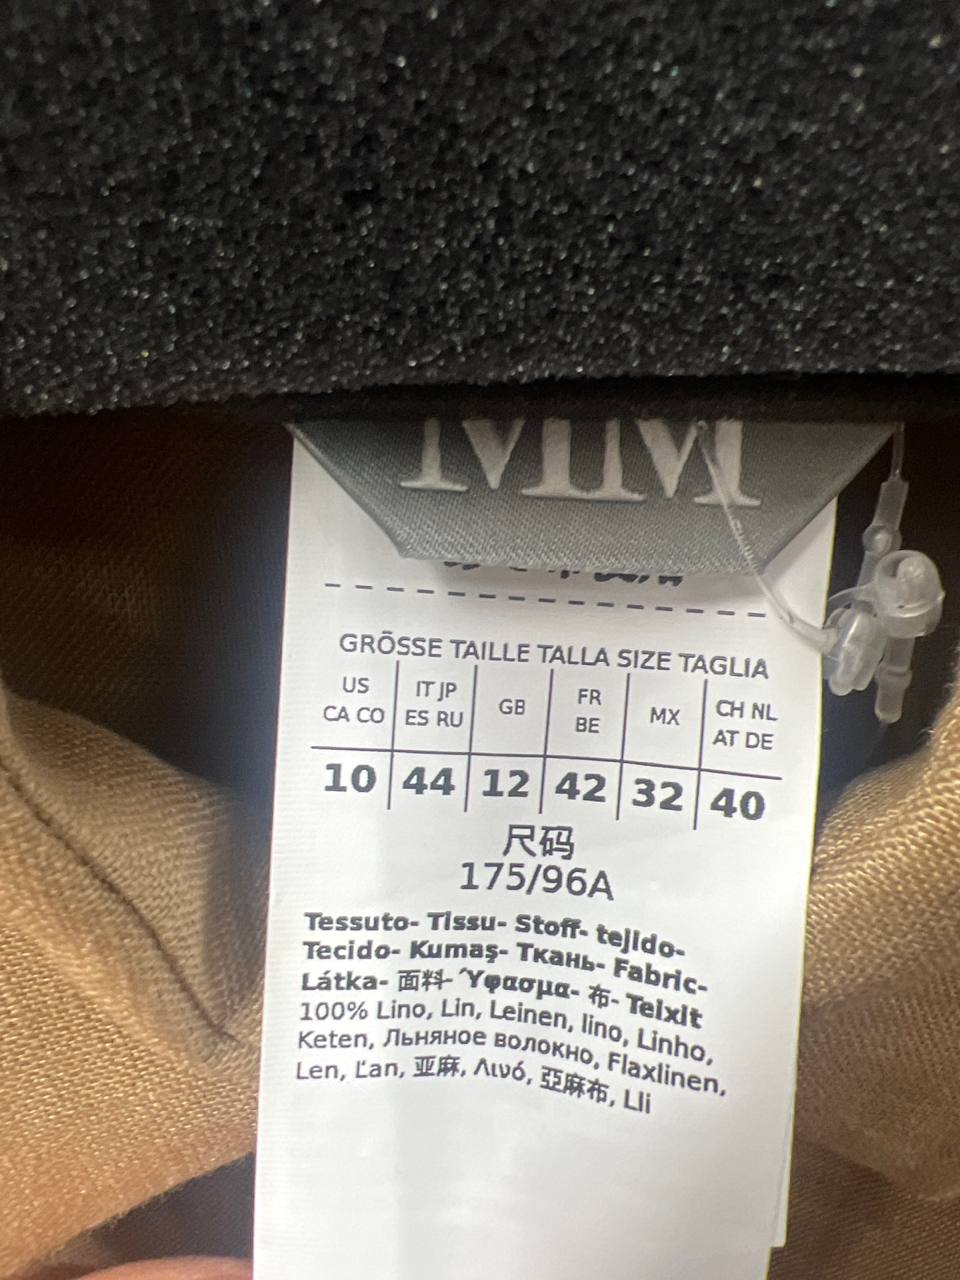 MM
GRÖSSE TAILLE TALLA SIZE TAGLIA
US CA CO | IT JP ES RU | GB | FR BE | MX | CH NL AT DE
10 | 44 | 12 | 42 | 32 | 40
尺码
175/96A
Tessuto- Tissu- Stoff- tejido-
Tecido- Kumaş- Ткань- Fabric-
Látka- 面料- Ύφασμα- 布- Teixit
100% Lino, Lin, Leinen, lino, Linho,
Keten, Льняное волокно, Flaxlinen,
Len, Ľan, 亚麻, Λινό, 亞麻布, Lli